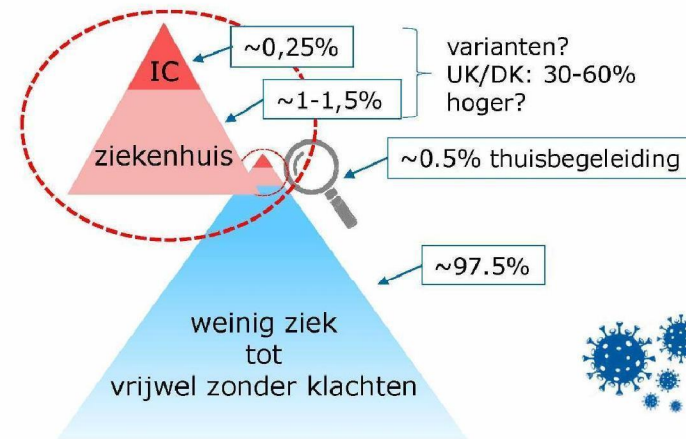 ~0,25%
IC
~1-1,5%
ziekenhuis
varianten?
UK/DK: 30-60%
hoger?
~0.5% thuisbegeleiding
~97.5%
weinig ziek
tot
vrijwel zonder klachten